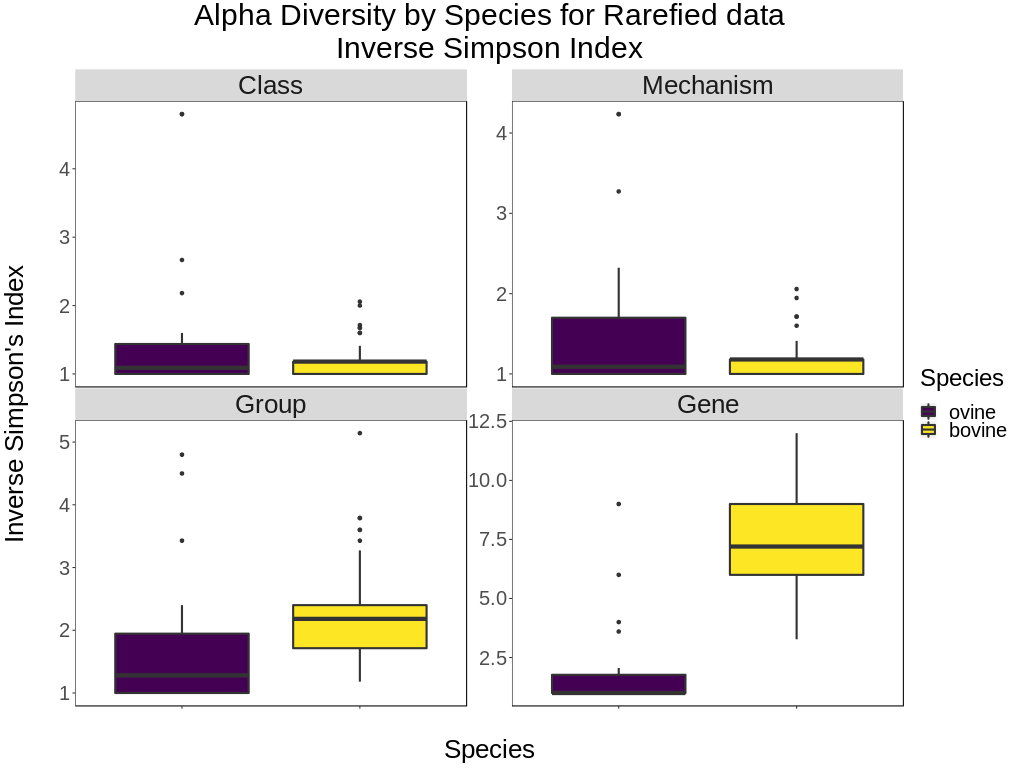 Alpha Diversity by Species for Rarefied data
Inverse Simpson Index
Class
Mechanism
4
3
2
1
4
3
2
1
Group
Gene
5
4
3
2
1
12.5
10.0
7.5
5.0
2.5
Inverse Simpson's Index
Species
Species
ovine
bovine